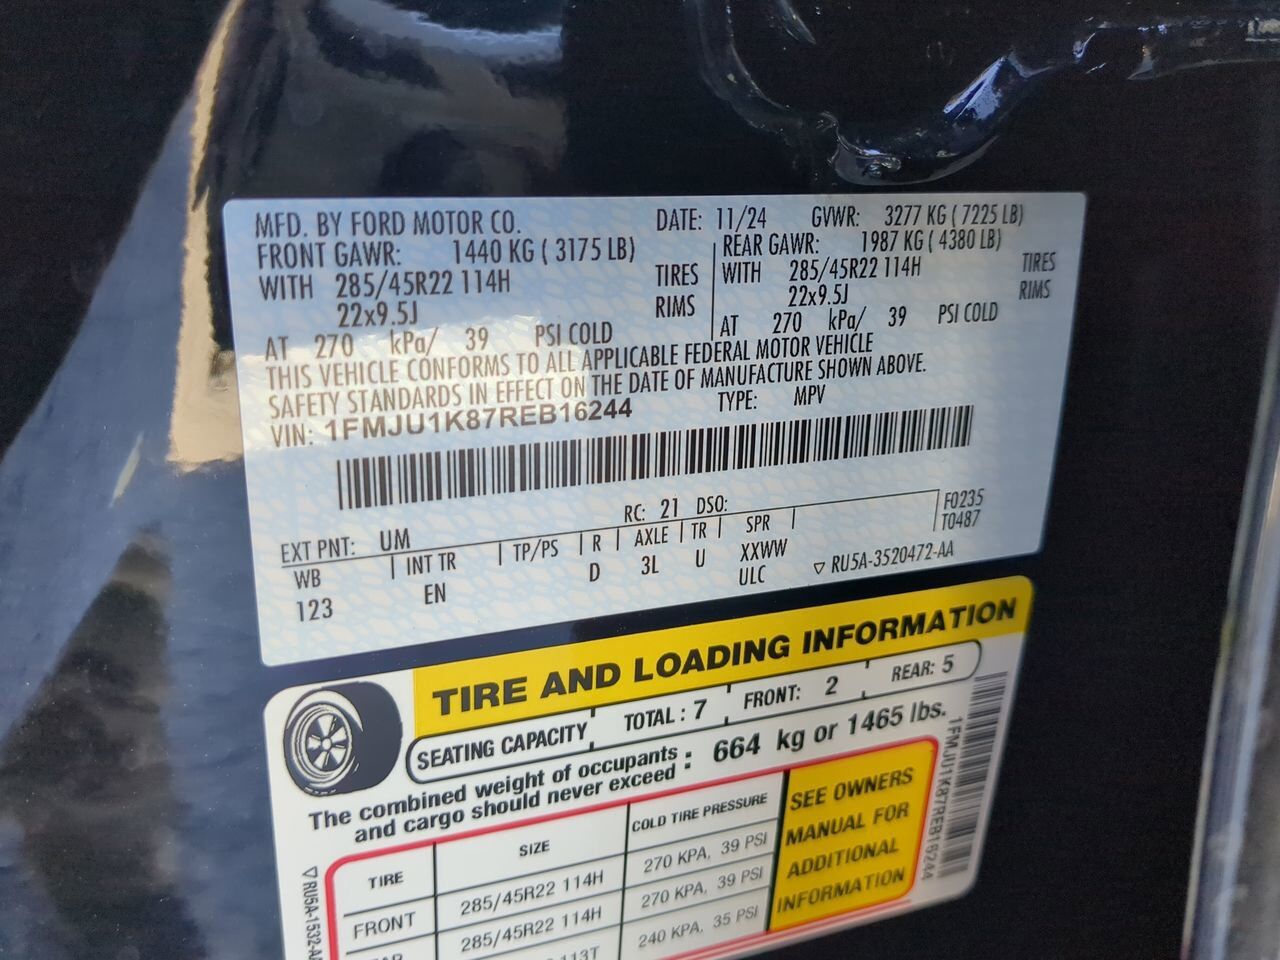 MFD. BY FORD MOTOR CO. DATE: 11/24 GVWR: 3277 KG ( 7225 LB)
FRONT GAWR: 1440 KG ( 3175 LB) REAR GAWR: 1987 KG ( 4380 LB)
WITH 285/45R22 114H TIRES WITH 285/45R22 114H TIRES
22x9.5J RIMS 22x9.5J RIMS
AT 270 kPa/ 39 PSI COLD AT 270 kPa/ 39 PSI COLD
THIS VEHICLE CONFORMS TO ALL APPLICABLE FEDERAL MOTOR VEHICLE
SAFETY STANDARDS IN EFFECT ON THE DATE OF MANUFACTURE SHOWN ABOVE.
VIN: 1FMJU1K87REB16244 TYPE: MPV
EXT PNT: UM RC: 21 DSO: F0235
WB INT TR TP/PS R AXLE TR SPR T0487
123 EN D 3L U XXWW
ULC ▽ RU5A-3520472-AA
TIRE AND LOADING INFORMATION
SEATING CAPACITY TOTAL : 7 FRONT: 2 REAR: 5
The combined weight of occupants
and cargo should never exceed : 664 kg or 1465 lbs.
TIRE SIZE COLD TIRE PRESSURE
FRONT 285/45R22 114H 270 KPA, 39 PSI
285/45R22 114H 270 KPA, 39 PSI
113T 240 KPA, 35 PSI
SEE OWNERS
MANUAL FOR
ADDITIONAL
INFORMATION
1FMJU1K87REB16244
▽ RU5A-1532-A